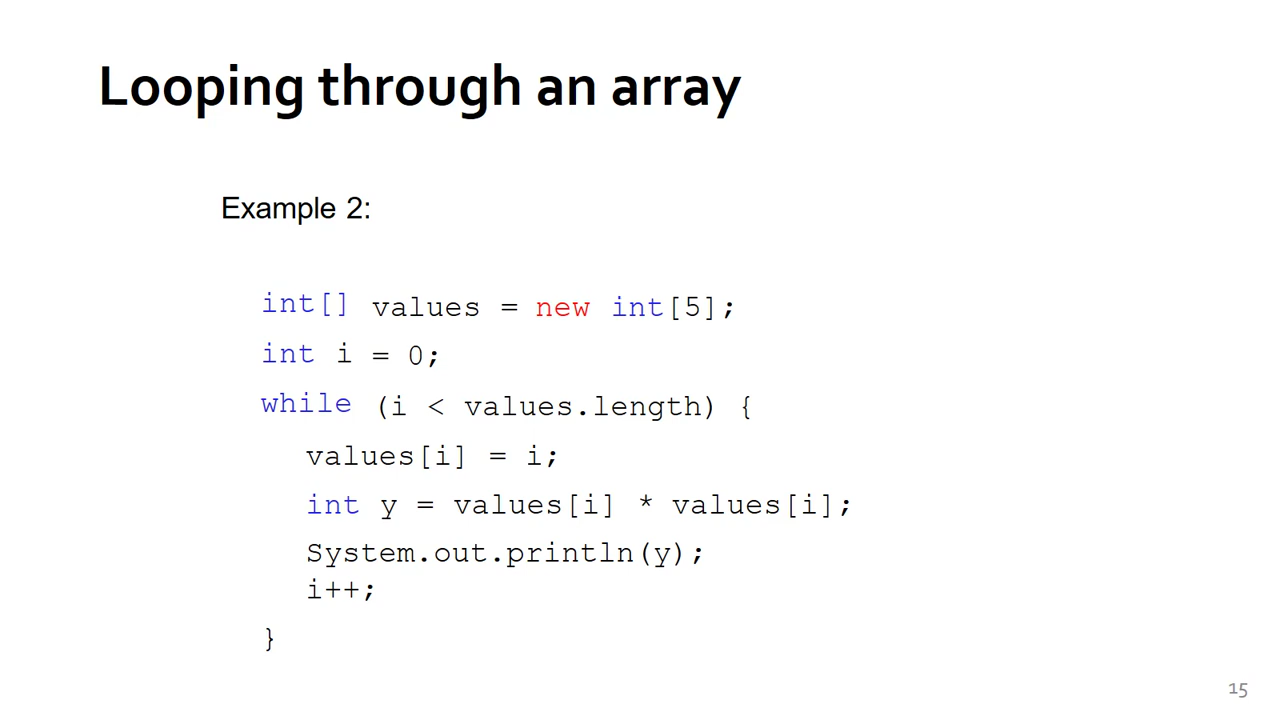 Looping through an array
Example 2:
int[] values = new int[5];
int i = 0;
while (i < values.length) {
values[i] = i;
int y = values[i] * values[i];
System.out.println(y);
i++;
}
15